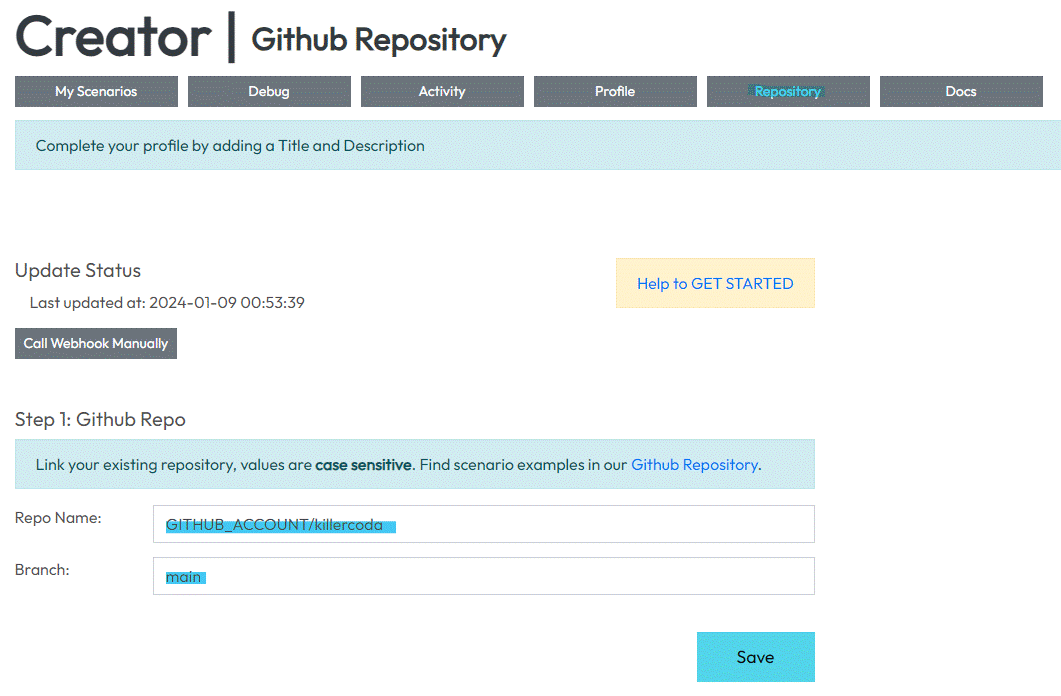 Creator | Github Repository
My Scenarios Debug Activity Profile Repository Docs
Complete your profile by adding a Title and Description
Update Status
Last updated at: 2024-01-09 00:53:39
Help to GET STARTED
Call Webhook Manually
Step 1: Github Repo
Link your existing repository, values are case sensitive. Find scenario examples in our Github Repository.
Repo Name: GITHUB_ACCOUNT/killercoda
Branch: main
Save